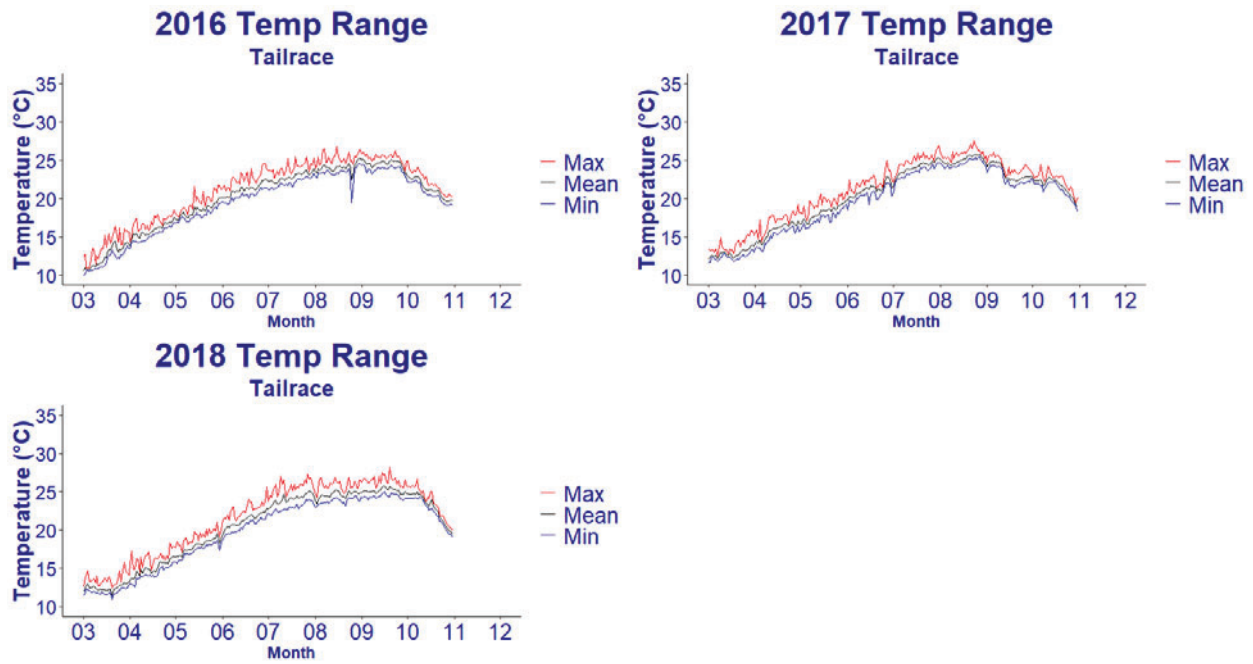 2016 Temp Range
Tailrace
Temperature (°C)
35
30
25
20
15
10
03 04 05 06 07 08 09 10 11 12
Month
Max
Mean
Min
2017 Temp Range
Tailrace
Temperature (°C)
35
30
25
20
15
10
03 04 05 06 07 08 09 10 11 12
Month
Max
Mean
Min
2018 Temp Range
Tailrace
Temperature (°C)
35
30
25
20
15
10
03 04 05 06 07 08 09 10 11 12
Month
Max
Mean
Min